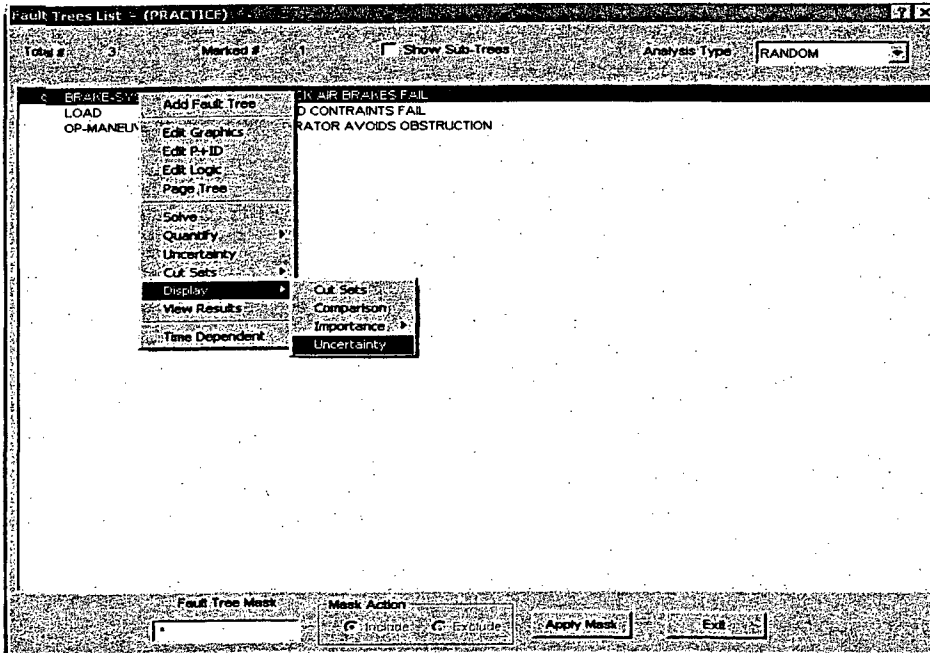 Fault Trees List - (PRACTICE)
Total # 3 Marked # 1 Show Sub-Trees Analysis Type RANDOM
BRAKE-SYS CK AIR BRAKES FAIL
LOAD D CONTRAINTS FAIL
OP-MANEUV RATOR AVOIDS OBSTRUCTION
Add Fault Tree
Edit Graphics
Edit P+ID
Edit Logic
Page Tree
Solve
Quantify
Uncertainty
Cut Sets
Display
View Results
Time Dependent
Cut Sets
Comparison
Importance
Uncertainty
Fault Tree Mask
*
Mask Action
Include Exclude
Apply Mask
Exit